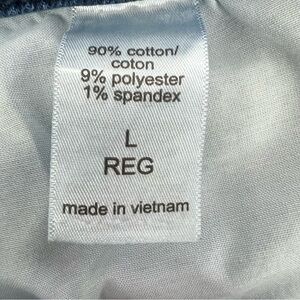 90% cotton/
coton
9% polyester
1% spandex
L
REG
made in vietnam